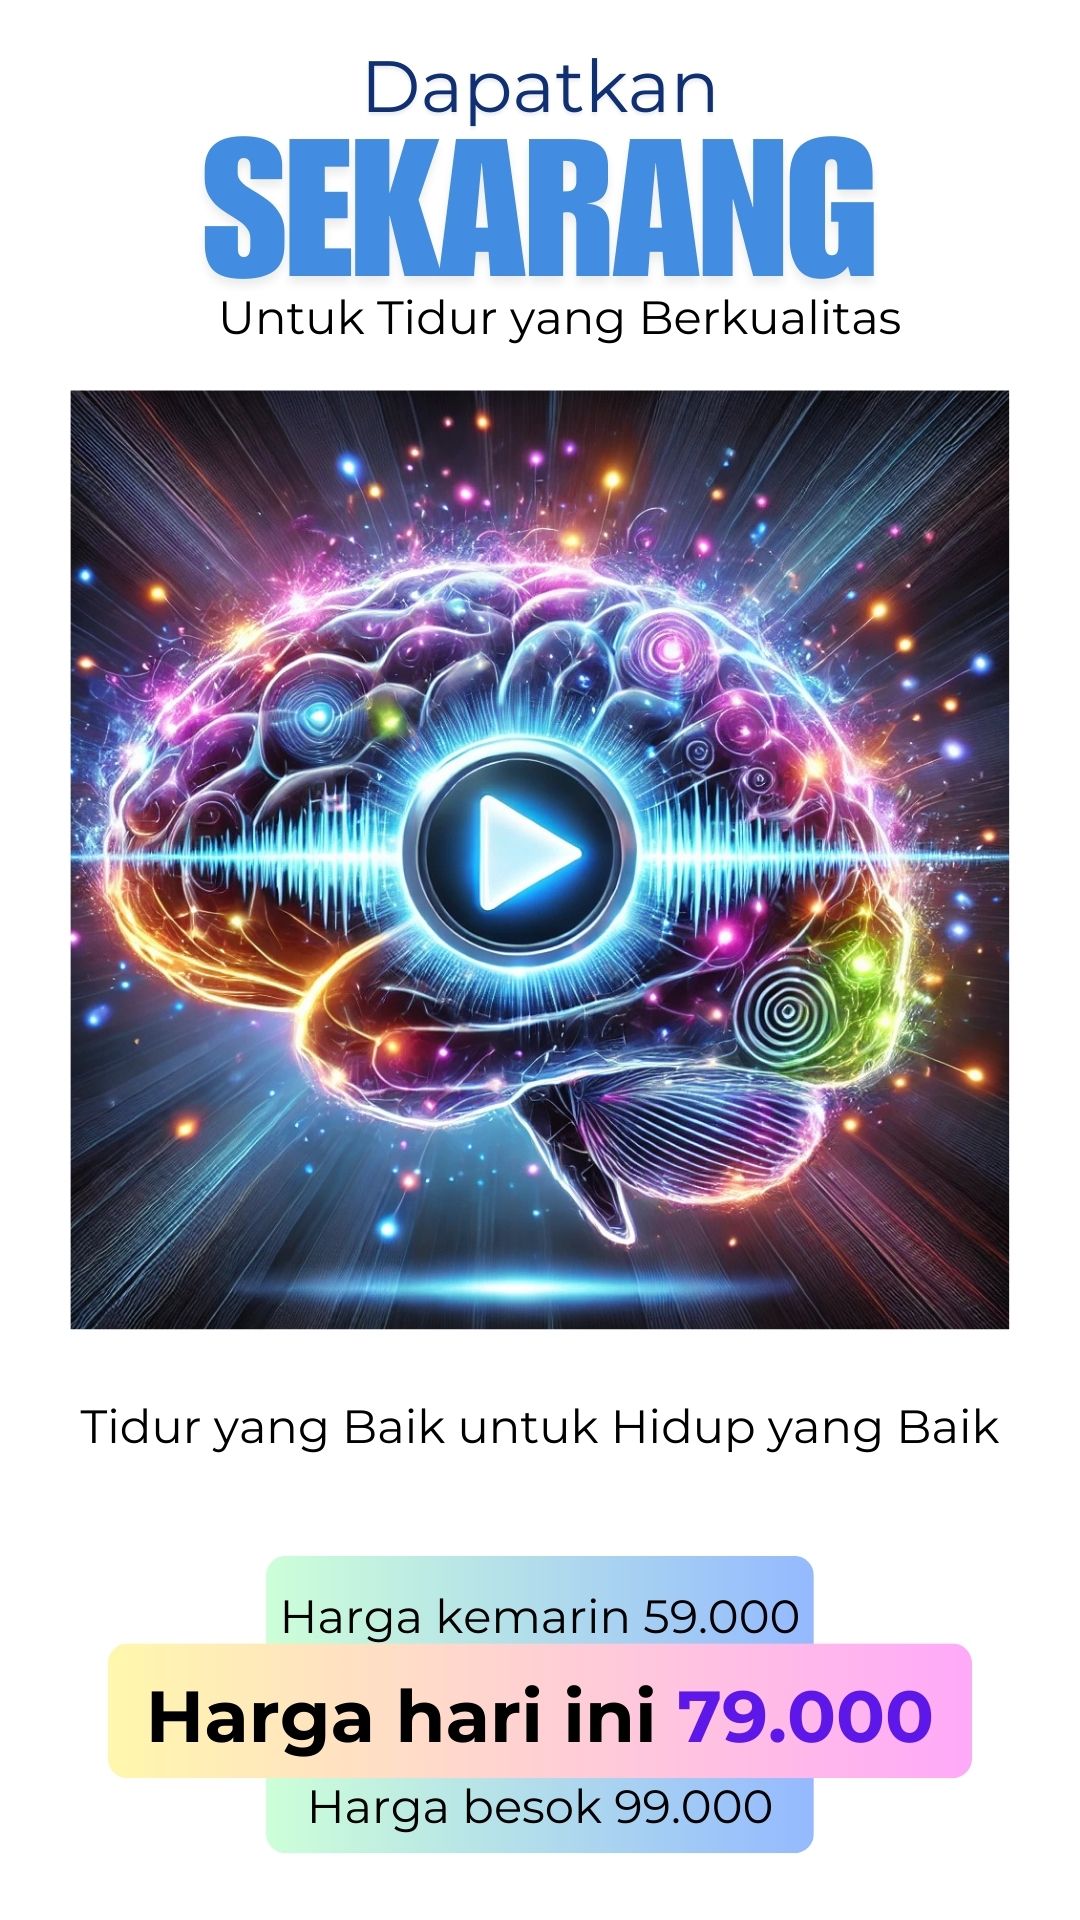 Dapatkan
SEKARANG
Untuk Tidur yang Berkualitas
Tidur yang Baik untuk Hidup yang Baik
Harga kemarin 59.000
Harga hari ini 79.000
Harga besok 99.000